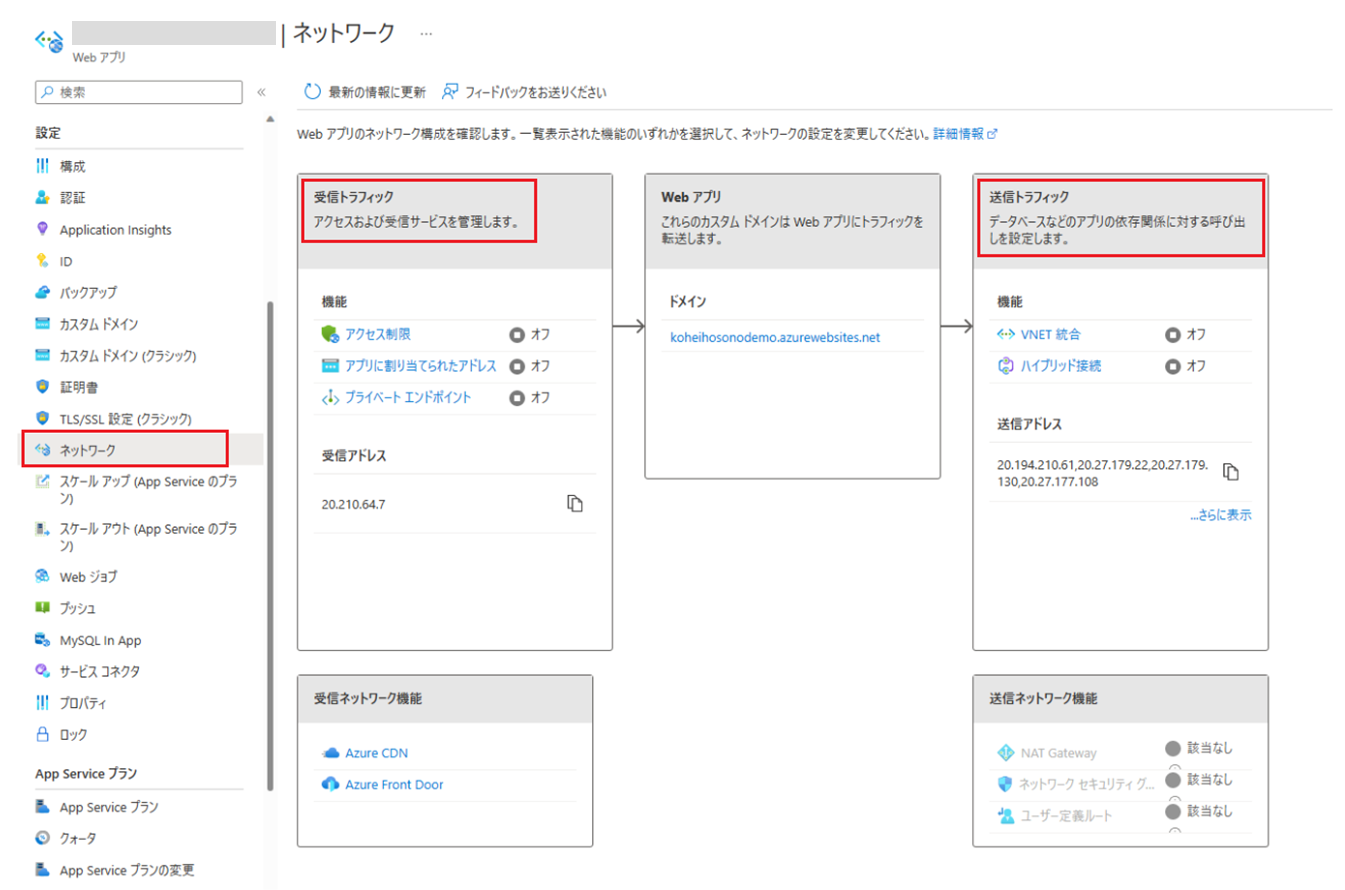 | ネットワーク ...
Web アプリ
検索
«
設定
構成
認証
Application Insights
ID
バックアップ
カスタム ドメイン
カスタム ドメイン (クラシック)
証明書
TLS/SSL 設定 (クラシック)
ネットワーク
スケール アップ (App Service のプラ
ン)
スケール アウト (App Service のプラ
ン)
Web ジョブ
プッシュ
MySQL In App
サービス コネクタ
プロパティ
ロック
App Service プラン
App Service プラン
クォータ
App Service プランの変更
最新の情報に更新
フィードバックをお送りください
Web アプリのネットワーク構成を確認します。一覧表示された機能のいずれかを選択して、ネットワークの設定を変更してください。詳細情報
受信トラフィック
アクセスおよび受信サービスを管理します。
機能
アクセス制限 オフ
アプリに割り当てられたアドレス オフ
プライベート エンドポイント オフ
受信アドレス
20.210.64.7
Web アプリ
これらのカスタム ドメインは Web アプリにトラフィックを
転送します。
ドメイン
koheihosonodemo.azurewebsites.net
送信トラフィック
データベースなどのアプリの依存関係に対する呼び出
しを設定します。
機能
VNET 統合 オフ
ハイブリッド接続 オフ
送信アドレス
20.194.210.61,20.27.179.22,20.27.179.
130,20.27.177.108
...さらに表示
受信ネットワーク機能
Azure CDN
Azure Front Door
送信ネットワーク機能
NAT Gateway 該当なし
ネットワーク セキュリティ グ... 該当なし
ユーザー定義ルート 該当なし